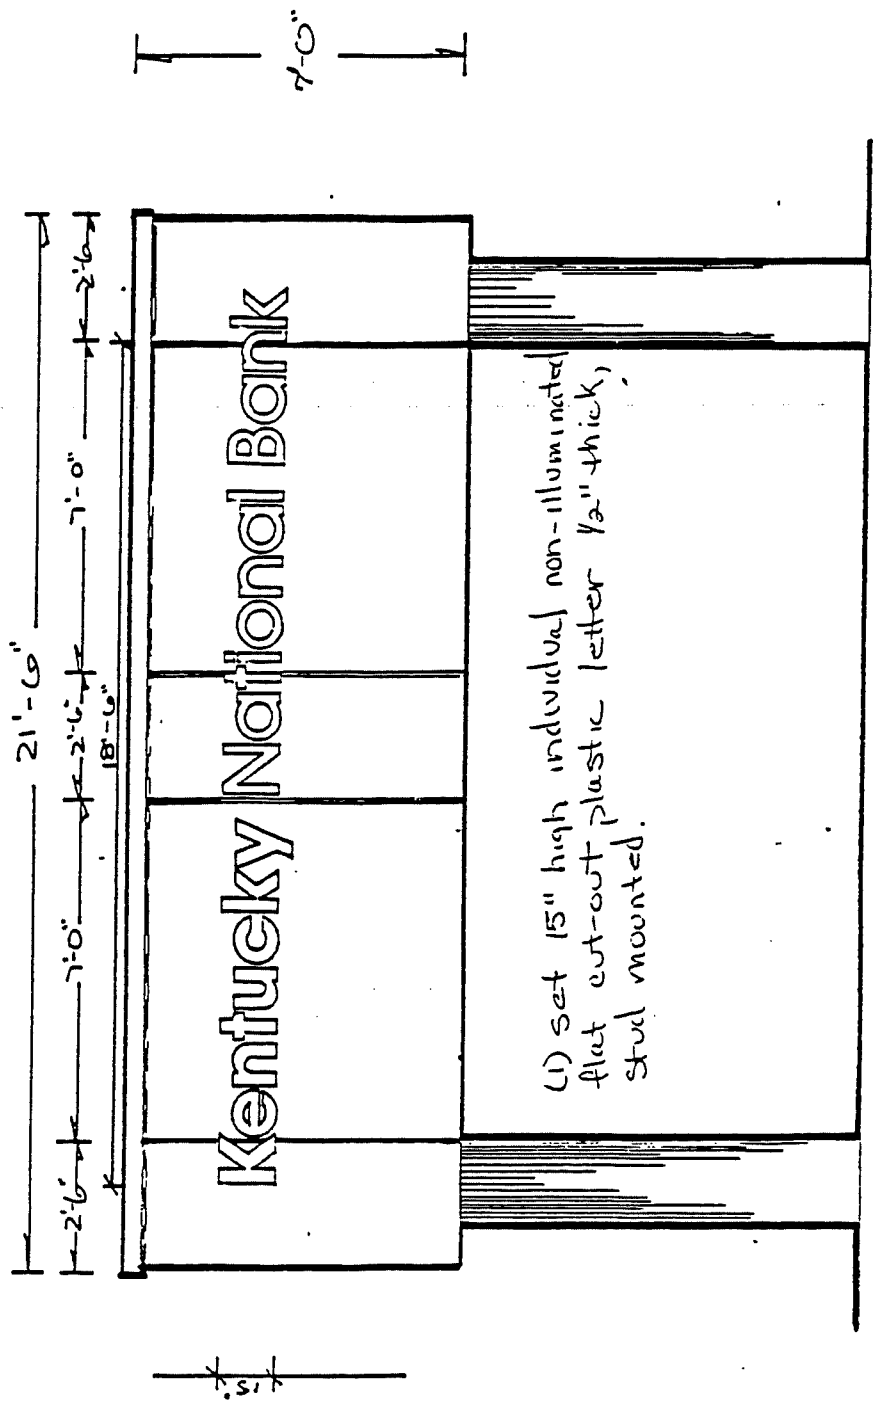 21'-6"
2'-6" 7'-0" 2'-6" 7'-0" 2'-6"
18'-6"
7'-0"
15"
Kentucky National Bank
(1) set 15" high individual non-illuminated
flat cut-out plastic letter 1/2" thick,
stud mounted.